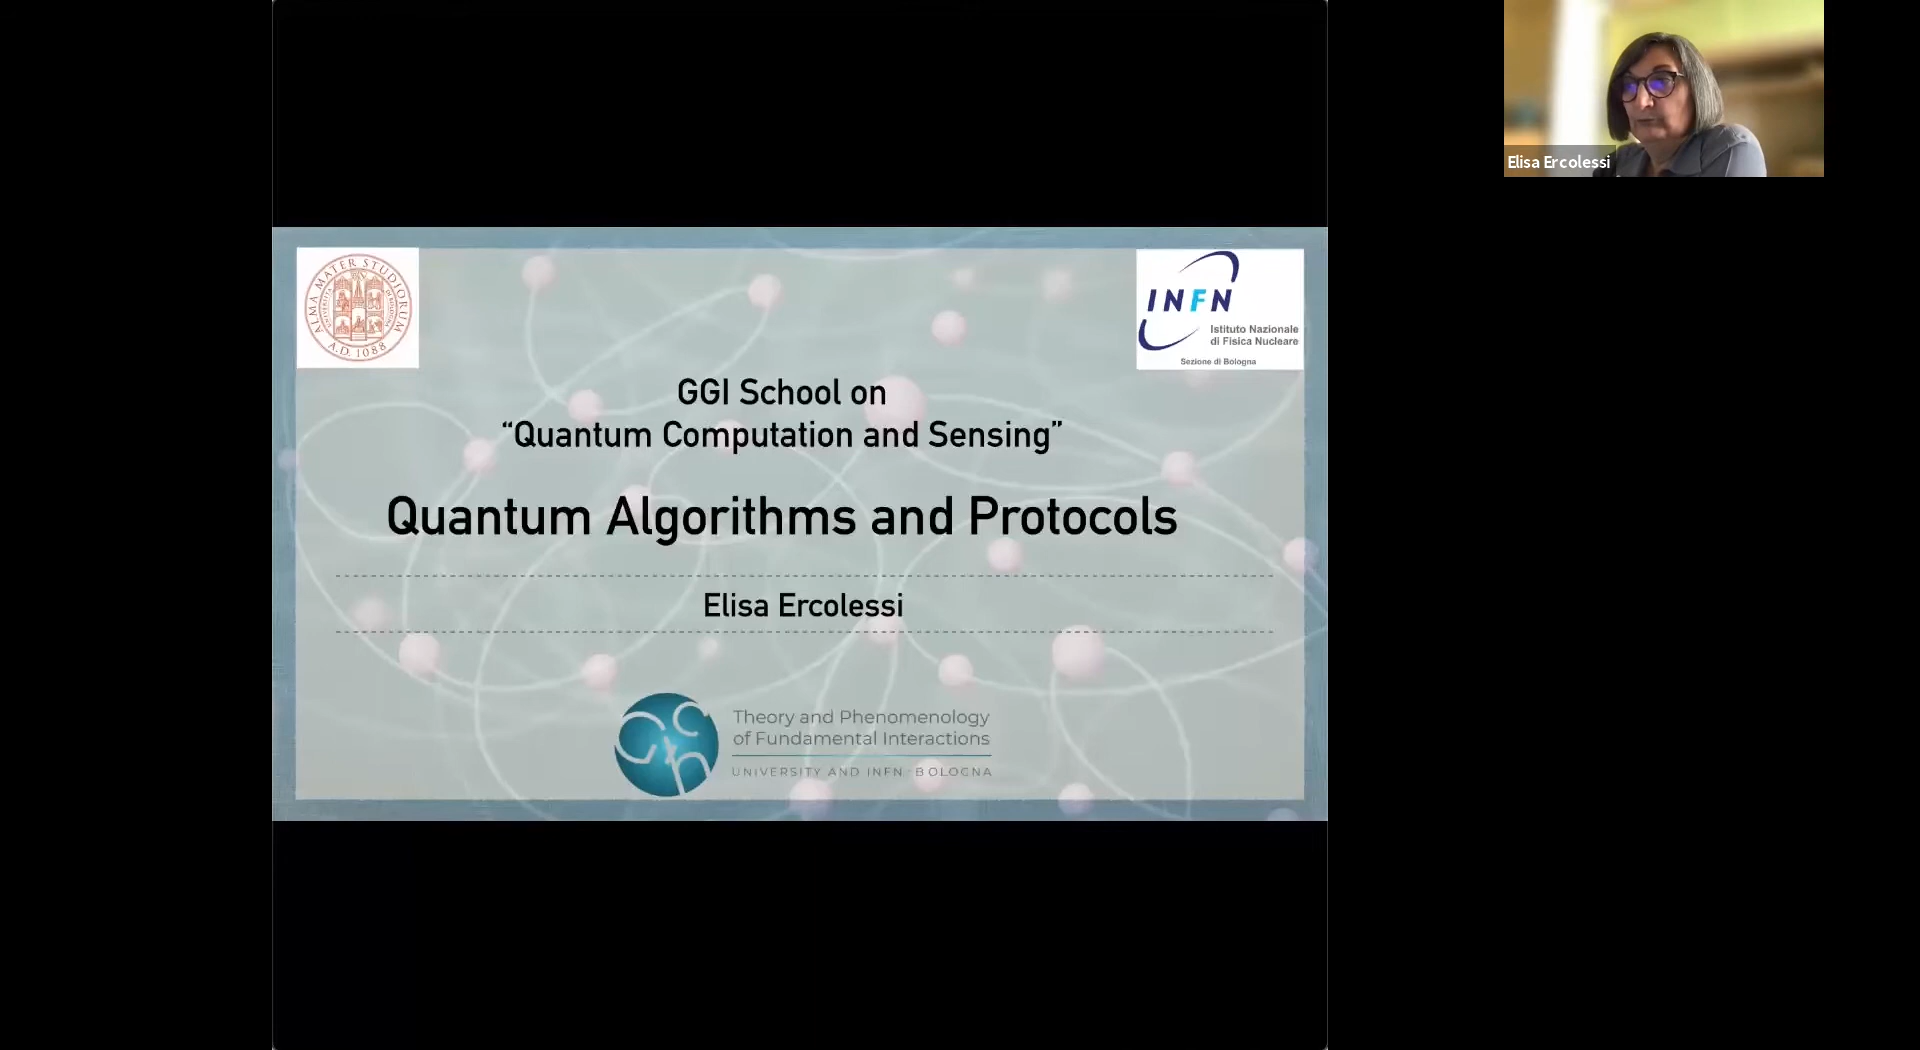 Elisa Ercolessi
ALMA MATER STUDIORUM
A.D. 1088
INFN
Istituto Nazionale
di Fisica Nucleare
Sezione di Bologna
GGI School on
“Quantum Computation and Sensing”
Quantum Algorithms and Protocols
Elisa Ercolessi
Theory and Phenomenology
of Fundamental Interactions
UNIVERSITY AND INFN · BOLOGNA